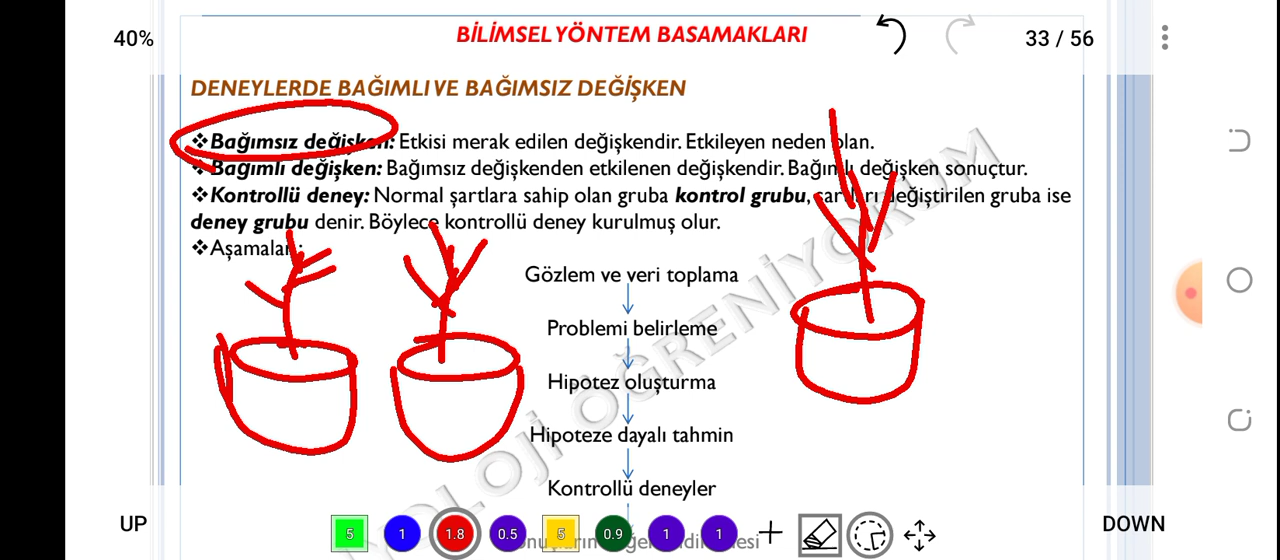 40%
BİLİMSEL YÖNTEM BASAMAKLARI
33 / 56
DENEYLERDE BAĞIMLI VE BAĞIMSIZ DEĞİŞKEN
❖Bağımsız değişken: Etkisi merak edilen değişkendir. Etkileyen neden olan.
❖Bağımlı değişken: Bağımsız değişkenden etkilenen değişkendir. Bağımlı değişken sonuçtur.
❖Kontrollü deney: Normal şartlara sahip olan gruba kontrol grubu, şartları değiştirilen gruba ise
deney grubu denir. Böylece kontrollü deney kurulmuş olur.
❖Aşamaları:
Gözlem ve veri toplama
Problemi belirleme
Hipotez oluşturma
Hipoteze dayalı tahmin
Kontrollü deneyler
ÖĞRENİYORUM
UP
5 1 1.8 0.5 5 0.9 1 1
DOWN